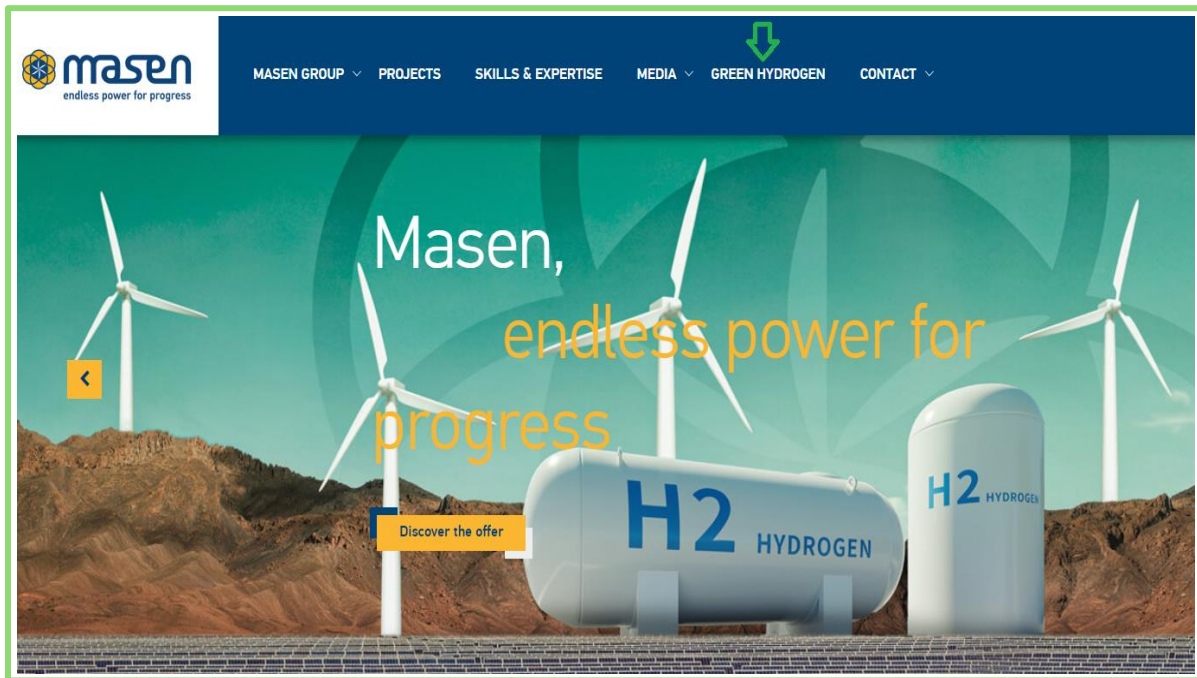 masen
endless power for progress
MASEN GROUP PROJECTS SKILLS & EXPERTISE MEDIA GREEN HYDROGEN CONTACT
Masen,
endless power for
progress
Discover the offer
H2 HYDROGEN
H2 HYDROGEN